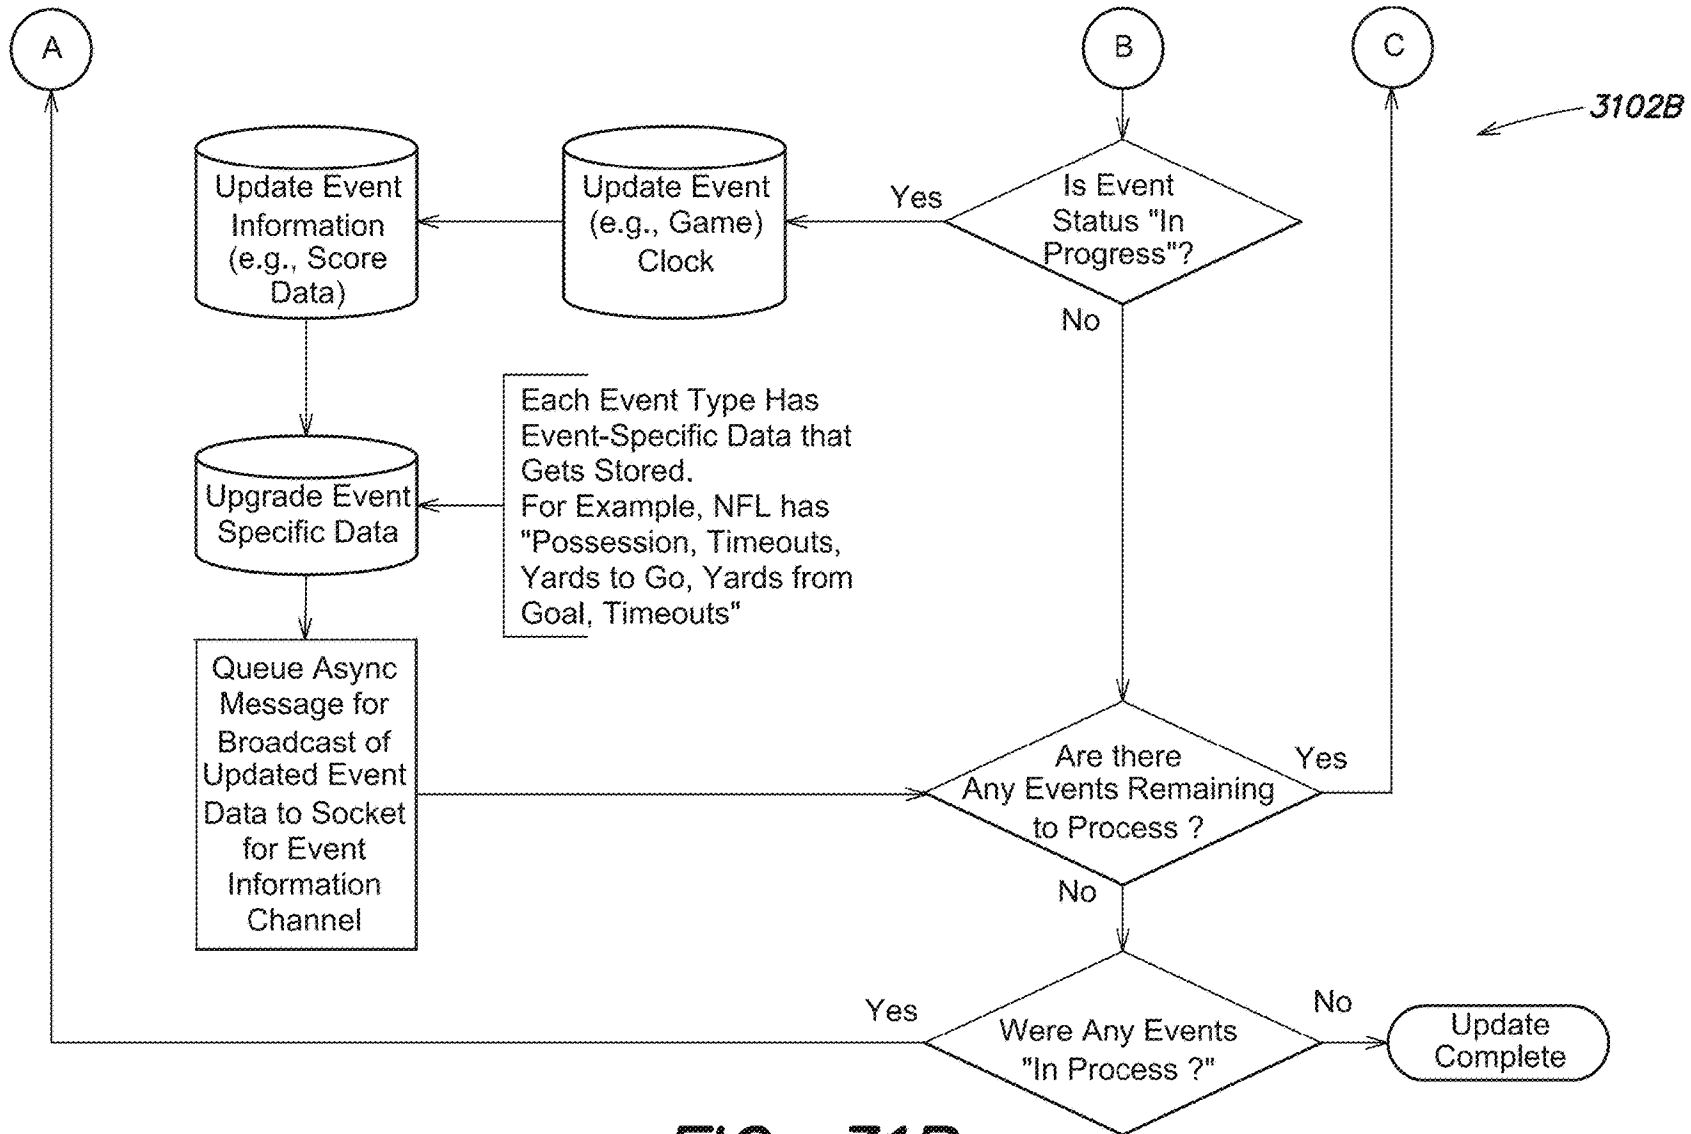 A
B
C
3102B
Update Event
Information
(e.g., Score
Data)
Update Event
(e.g., Game)
Clock
Yes
Is Event
Status "In
Progress"?
No
Each Event Type Has
Event-Specific Data that
Gets Stored.
For Example, NFL has
"Possession, Timeouts,
Yards to Go, Yards from
Goal, Timeouts"
Upgrade Event
Specific Data
Queue Async
Message for
Broadcast of
Updated Event
Data to Socket
for Event
Information
Channel
Are there
Any Events Remaining
to Process ?
Yes
No
Yes
Were Any Events
"In Process ?"
No
Update
Complete